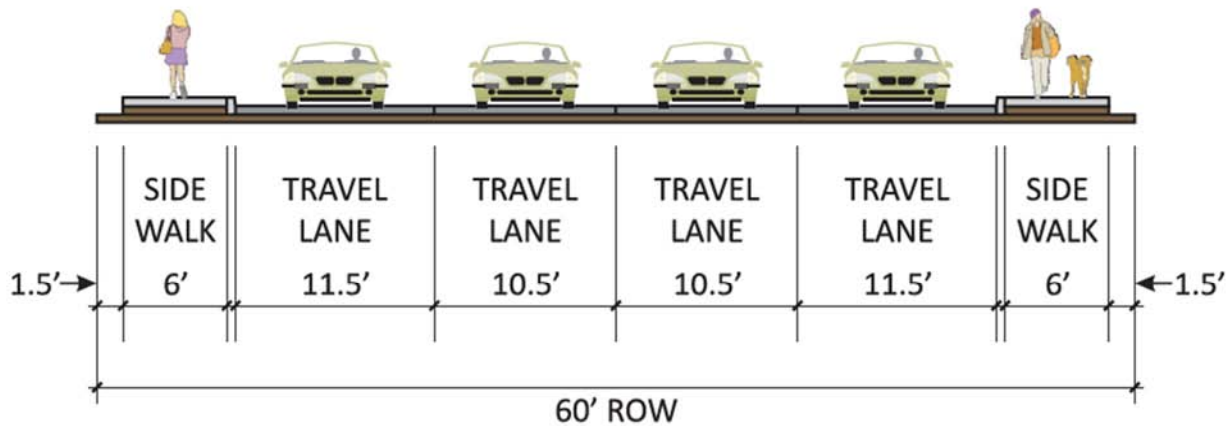 SIDE WALK
TRAVEL LANE
TRAVEL LANE
TRAVEL LANE
TRAVEL LANE
SIDE WALK
1.5’ 6’ 11.5’ 10.5’ 10.5’ 11.5’ 6’ 1.5’
60’ ROW